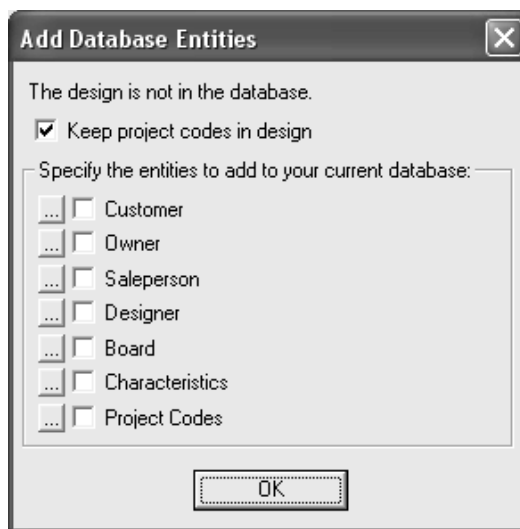 Add Database Entities
The design is not in the database.
Keep project codes in design
Specify the entities to add to your current database:
... Customer
... Owner
... Saleperson
... Designer
... Board
... Characteristics
... Project Codes
OK